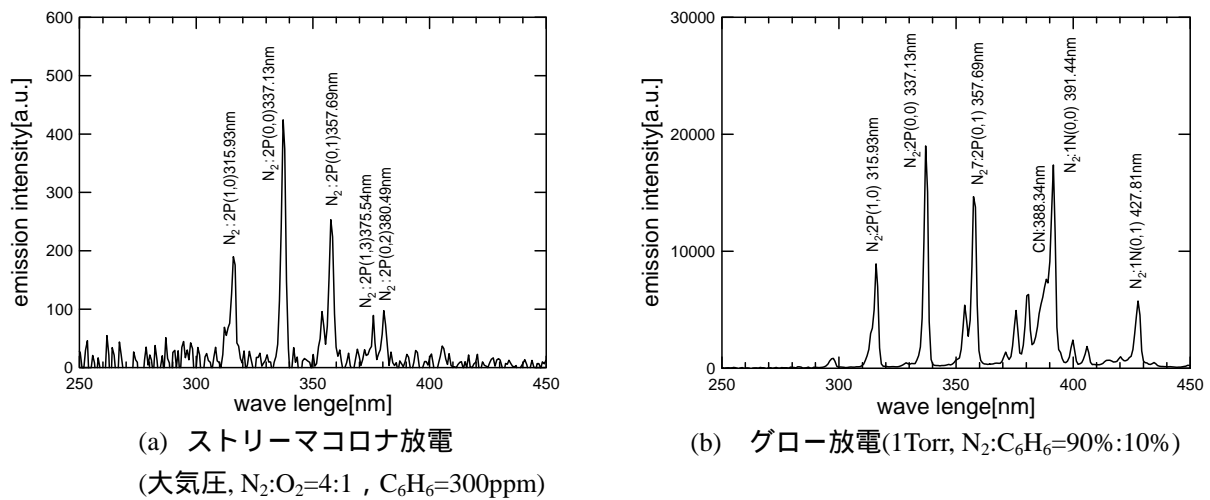 600
500
400
300
200
100
0
250 300 350 400 450
emission intensity[a.u.]
wave lenge[nm]
N₂: 2P(1,0)315.93nm
N₂: 2P(0,0)337.13nm
N₂: 2P(0,1)357.69nm
N₂: 2P(1,3)375.54nm
N₂: 2P(0,2)380.49nm
(a) ストリーマコロナ放電
(大気圧, N₂:O₂=4:1 , C₆H₆=300ppm)
30000
20000
10000
0
250 300 350 400 450
emission intensity[a.u.]
wave lenge[nm]
N₂:2P(1,0) 315.93nm
N₂:2P(0,0) 337.13nm
N₂7:2P(0,1) 357.69nm
CN:388.34nm
N₂:1N(0,0) 391.44nm
N₂:1N(0,1) 427.81nm
(b) グロー放電(1Torr, N₂:C₆H₆=90%:10%)